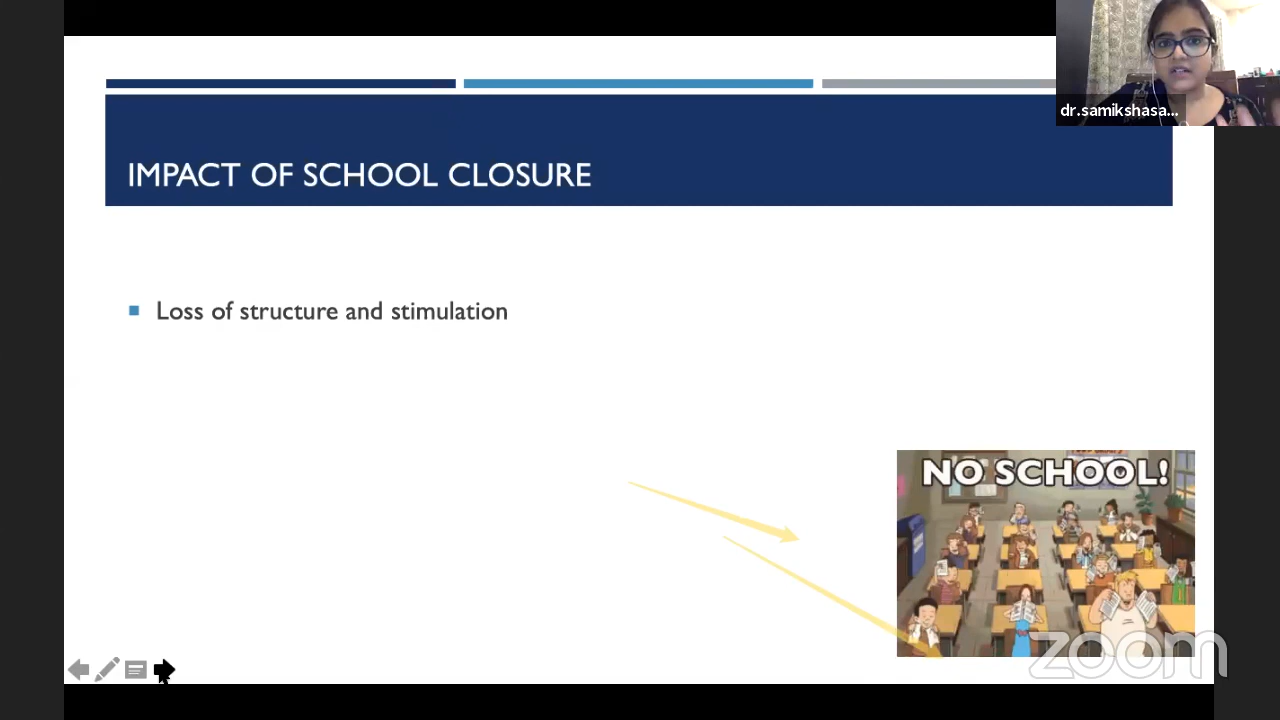 dr.samikshasa...
IMPACT OF SCHOOL CLOSURE
Loss of structure and stimulation
NO SCHOOL!
zoom